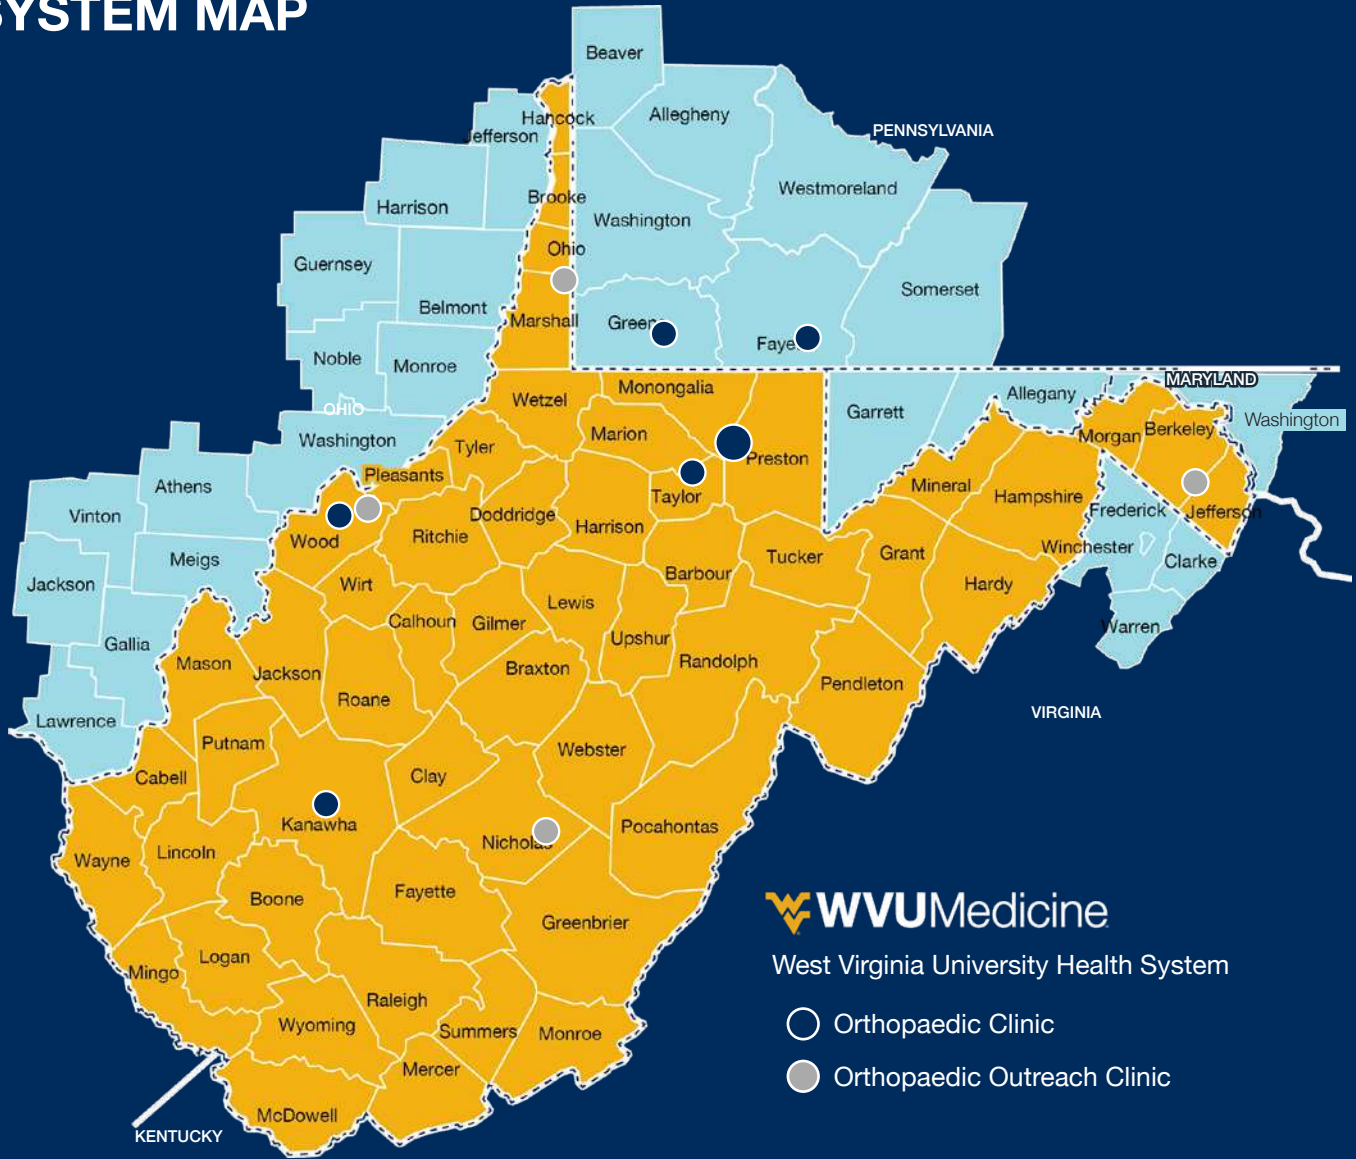 SYSTEM MAP
Beaver
Hancock
Allegheny
Jefferson
PENNSYLVANIA
Westmoreland
Brooke
Harrison
Washington
Ohio
Guernsey
Somerset
Belmont
Marshall
Greene
Faye
Noble
Monroe
MARYLAND
Monongalia
Allegany
Wetzel
OHIO
Garrett
Washington
Marion
Washington
Tyler
Morgan
Berkeley
Preston
Pleasants
Mineral
Athens
Taylor
Hampshire
Vinton
Doddridge
Frederick
Jefferson
Harrison
Ritchie
Wood
Winchester
Tucker
Grant
Meigs
Clarke
Barbour
Jackson
Wirt
Hardy
Lewis
Calhoun
Gilmer
Warren
Gallia
Upshur
Mason
Randolph
Braxton
Jackson
Pendleton
Roane
VIRGINIA
Lawrence
Putnam
Webster
Cabell
Clay
Kanawha
Pocahontas
Nicholas
Lincoln
Wayne
Fayette
Boone
WVUMedicine
Greenbrier
Logan
West Virginia University Health System
Mingo
Raleigh
Wyoming
Orthopaedic Clinic
Summers
Monroe
Mercer
Orthopaedic Outreach Clinic
McDowell
KENTUCKY